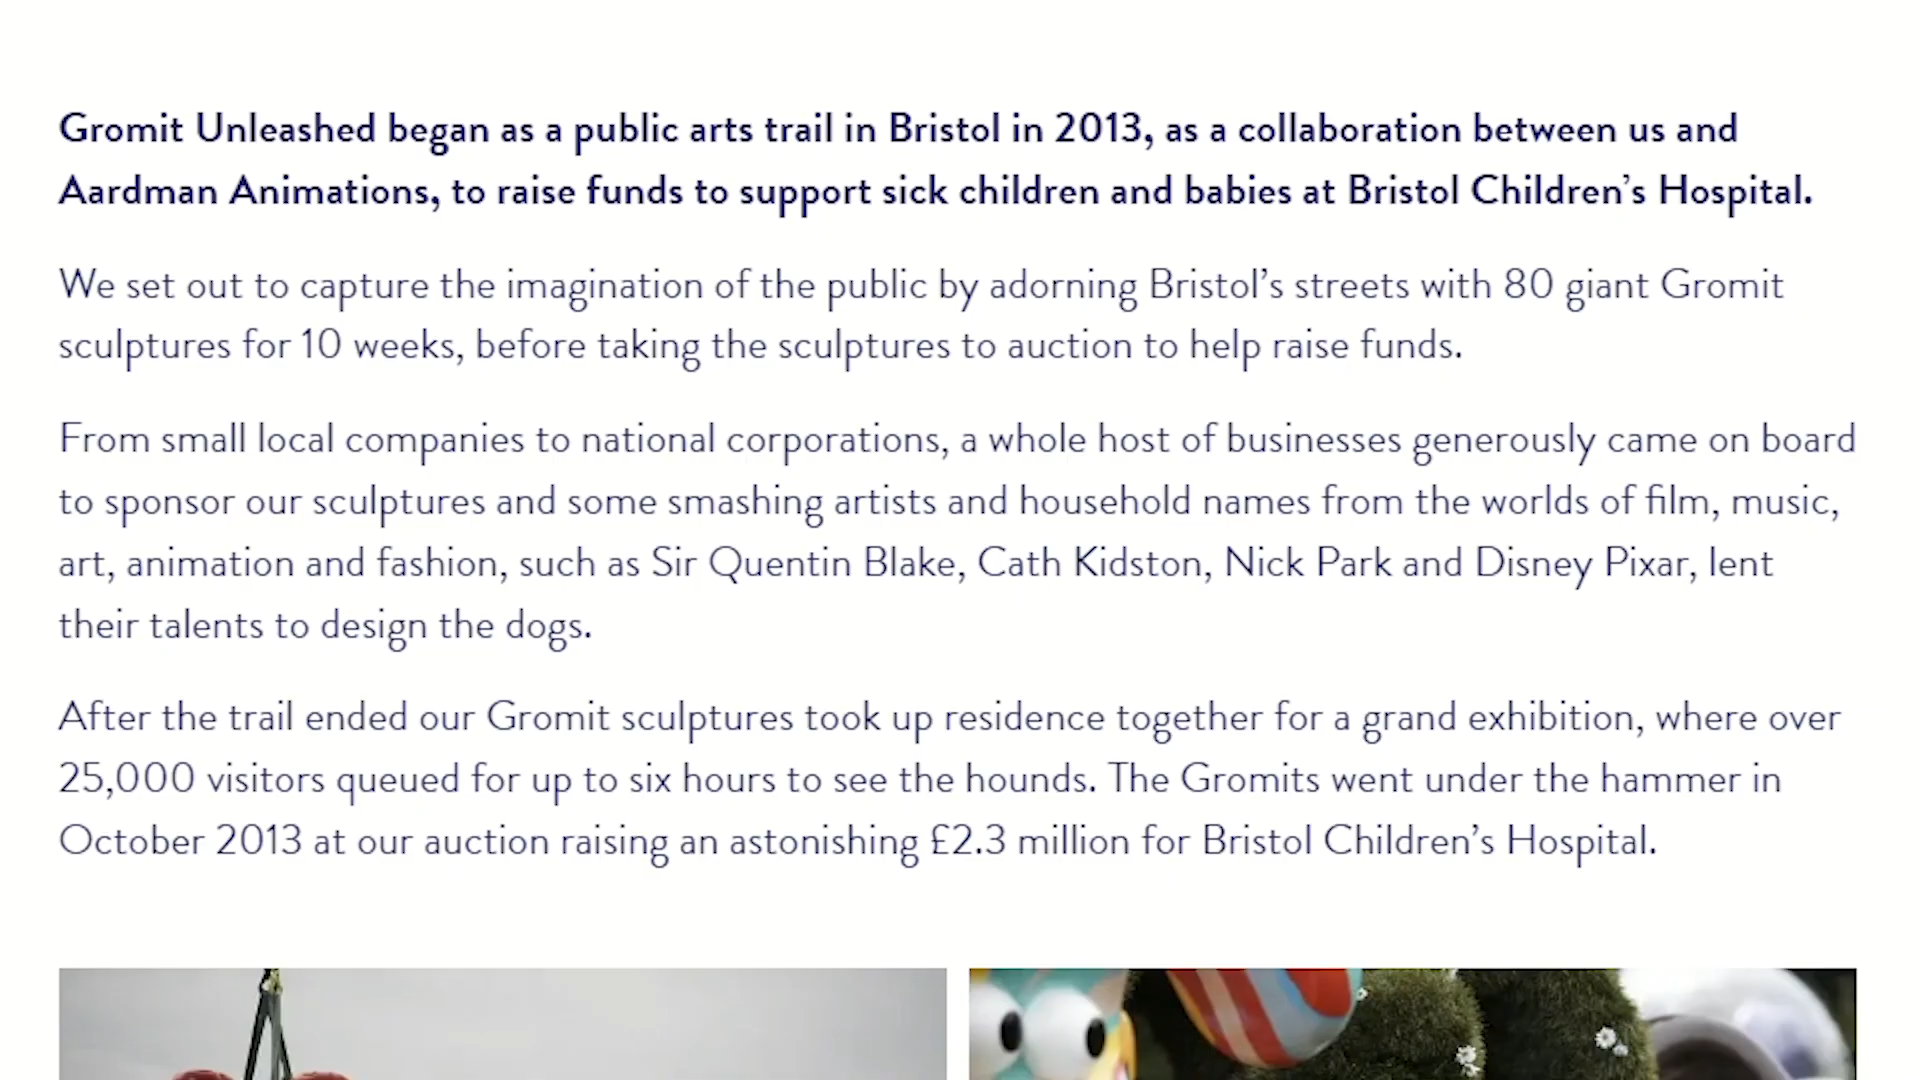 Gromit Unleashed began as a public arts trail in Bristol in 2013, as a collaboration between us and
Aardman Animations, to raise funds to support sick children and babies at Bristol Children’s Hospital.
We set out to capture the imagination of the public by adorning Bristol’s streets with 80 giant Gromit
sculptures for 10 weeks, before taking the sculptures to auction to help raise funds.
From small local companies to national corporations, a whole host of businesses generously came on board
to sponsor our sculptures and some smashing artists and household names from the worlds of film, music,
art, animation and fashion, such as Sir Quentin Blake, Cath Kidston, Nick Park and Disney Pixar, lent
their talents to design the dogs.
After the trail ended our Gromit sculptures took up residence together for a grand exhibition, where over
25,000 visitors queued for up to six hours to see the hounds. The Gromits went under the hammer in
October 2013 at our auction raising an astonishing £2.3 million for Bristol Children’s Hospital.